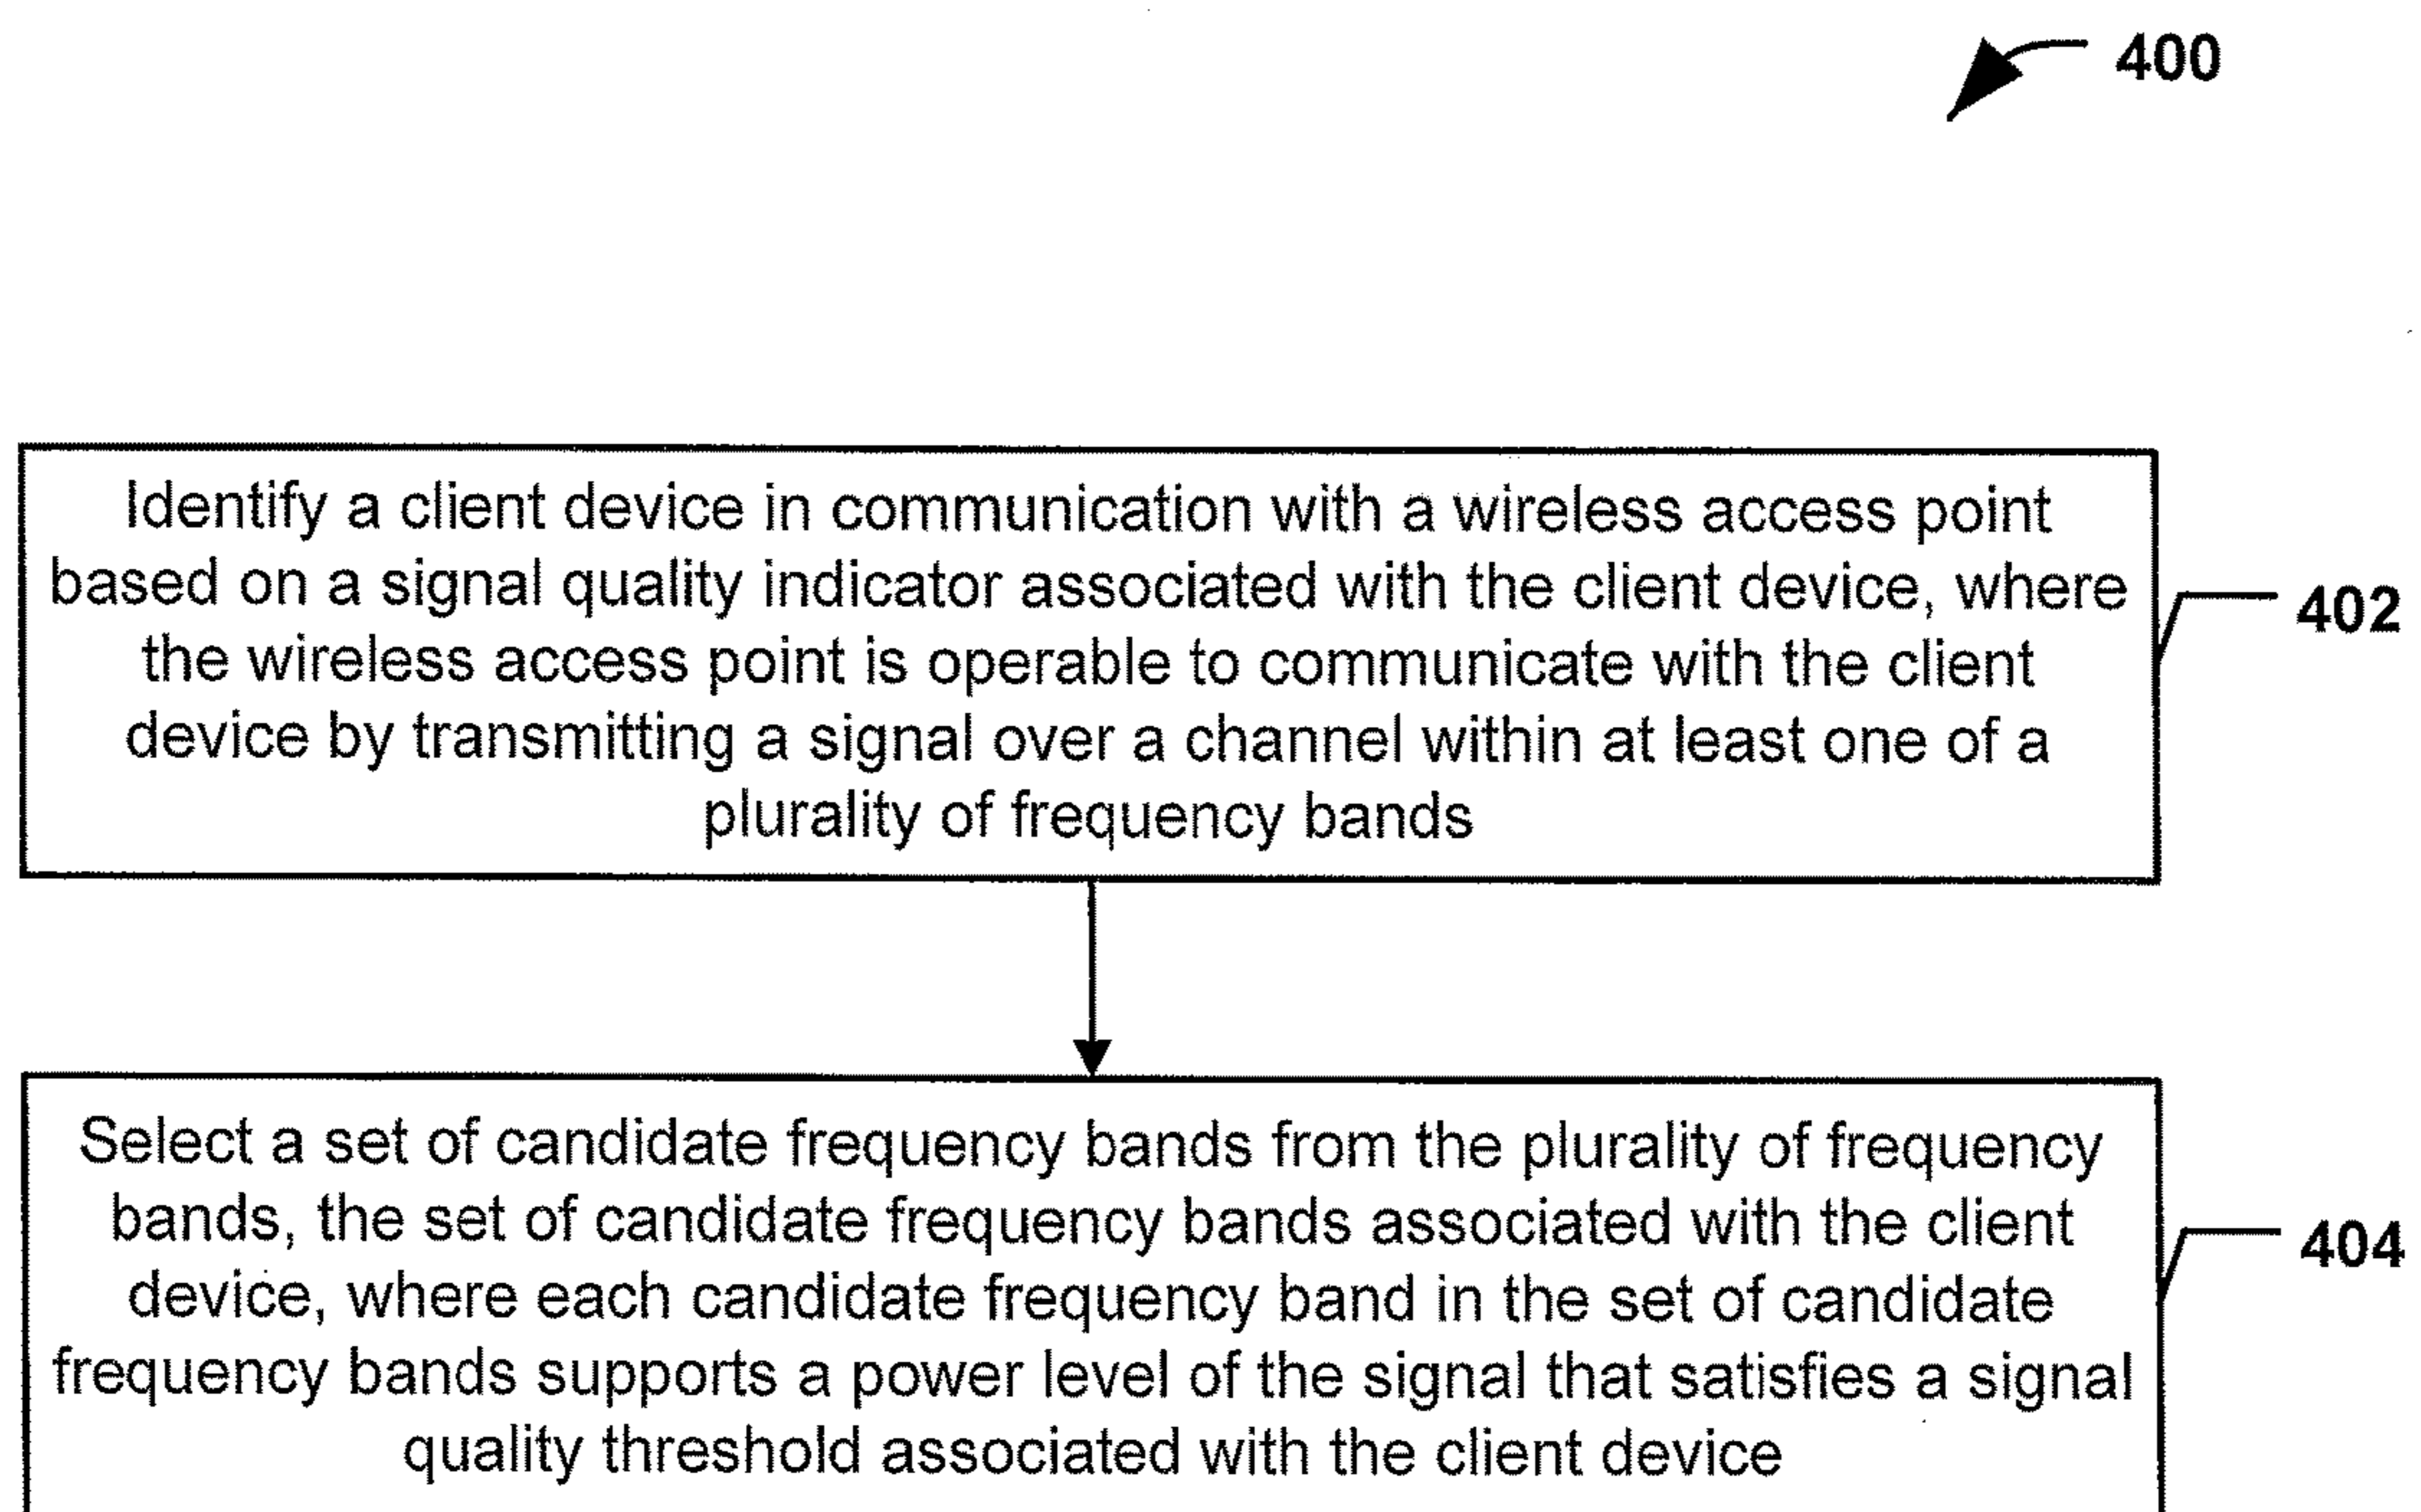 400
Identify a client device in communication with a wireless access point
based on a signal quality indicator associated with the client device, where
the wireless access point is operable to communicate with the client
device by transmitting a signal over a channel within at least one of a
plurality of frequency bands
402
Select a set of candidate frequency bands from the plurality of frequency
bands, the set of candidate frequency bands associated with the client
device, where each candidate frequency band in the set of candidate
frequency bands supports a power level of the signal that satisfies a signal
quality threshold associated with the client device
404